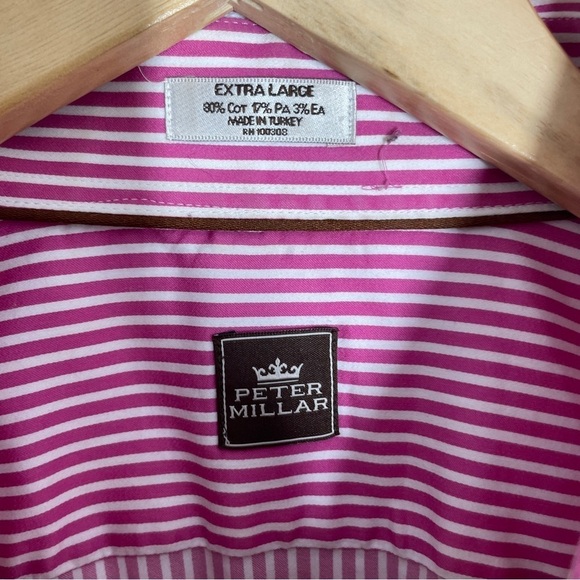 EXTRA LARGE
80% COT 17% PA 3% EA
MADE IN TURKEY
RN 100308
PETER
MILLAR